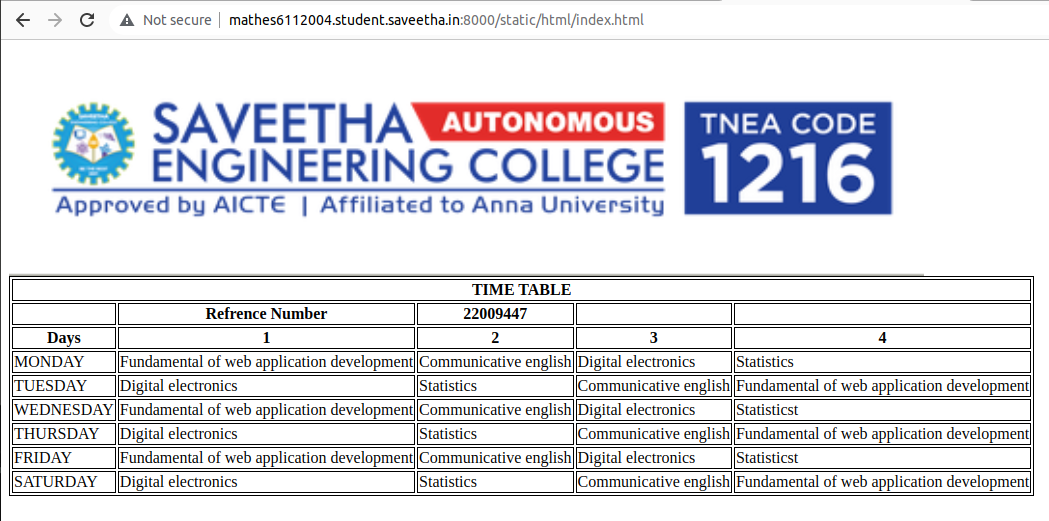 Not secure | mathes6112004.student.saveetha.in:8000/static/html/index.html
SAVEETHA AUTONOMOUS
ENGINEERING COLLEGE
Approved by AICTE | Affiliated to Anna University
TNEA CODE
1216
TIME TABLE
Refrence Number 22009447
Days 1 2 3 4
MONDAY Fundamental of web application development Communicative english Digital electronics Statistics
TUESDAY Digital electronics Statistics Communicative english Fundamental of web application development
WEDNESDAY Fundamental of web application development Communicative english Digital electronics Statisticst
THURSDAY Digital electronics Statistics Communicative english Fundamental of web application development
FRIDAY Fundamental of web application development Communicative english Digital electronics Statisticst
SATURDAY Digital electronics Statistics Communicative english Fundamental of web application development